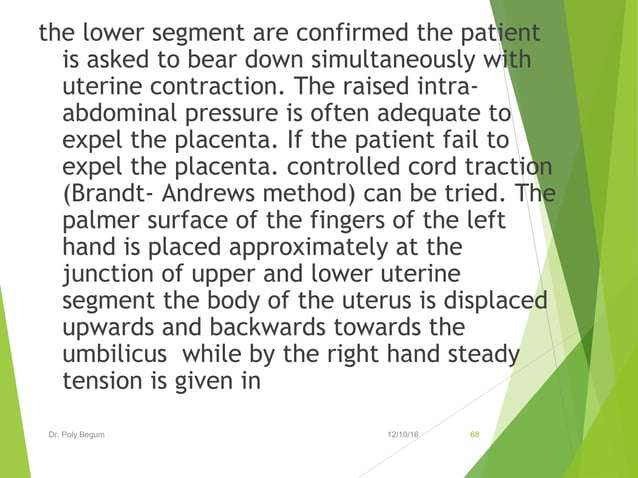 the lower segment are confirmed the patient
is asked to bear down simultaneously with
uterine contraction. The raised intra-
abdominal pressure is often adequate to
expel the placenta. If the patient fail to
expel the placenta. controlled cord traction
(Brandt- Andrews method) can be tried. The
palmer surface of the fingers of the left
hand is placed approximately at the
junction of upper and lower uterine
segment the body of the uterus is displaced
upwards and backwards towards the
umbilicus while by the right hand steady
tension is given in
Dr. Poly Begum 12/10/16 68